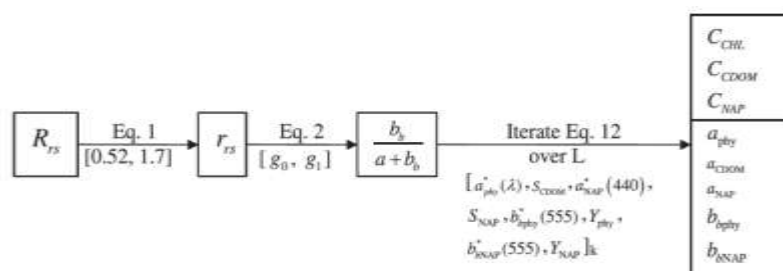 C_CHL
C_CDOM
C_NAP
R_rs
Eq. 1
[0.52, 1.7]
r_rs
Eq. 2
[g_0, g_1]
b_b
a+b_b
Iterate Eq. 12
over L
[a*_phy(λ), S_CDOM, a*_NAP(440),
S_NAP, b*_bphy(555), Y_phy,
b*_bNAP(555), Y_NAP]k
a_phy
a_CDOM
a_NAP
b_bphy
b_bNAP